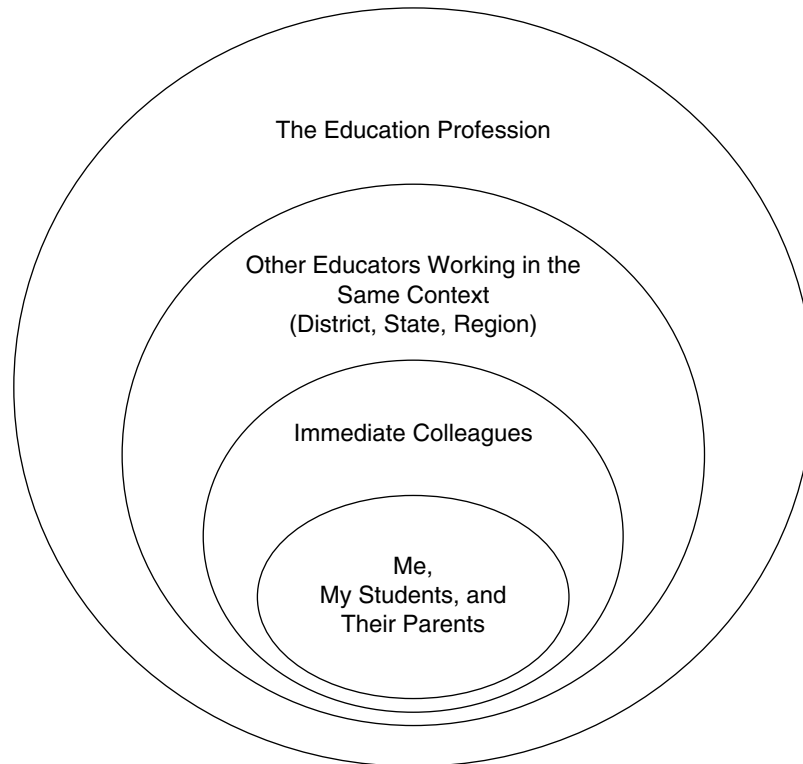 The Education Profession
Other Educators Working in the
Same Context
(District, State, Region)
Immediate Colleagues
Me,
My Students, and
Their Parents